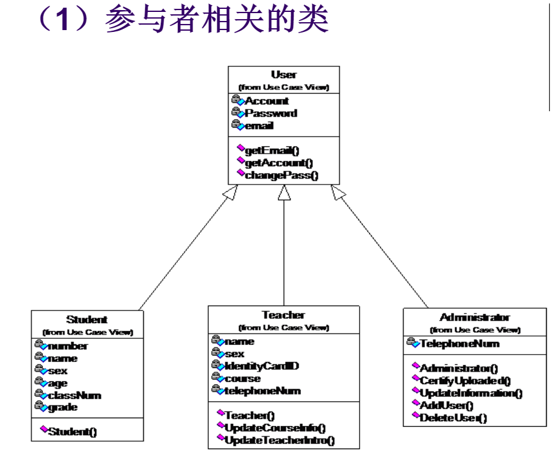 （1）参与者相关的类
User
(from Use Case View)
Account
Password
email
getEmail()
getAccount()
changePass()
Student
(from Use Case View)
number
name
sex
age
classNum
grade
Student()
Teacher
(from Use Case View)
name
sex
IdentityCardID
course
telephoneNum
Teacher()
UpdateCourseInfo()
UpdateTeacherIntro()
Administrator
(from Use Case View)
TelephoneNum
Administrator()
CertifyUploaded()
UpdateInformation()
AddUser()
DeleteUser()